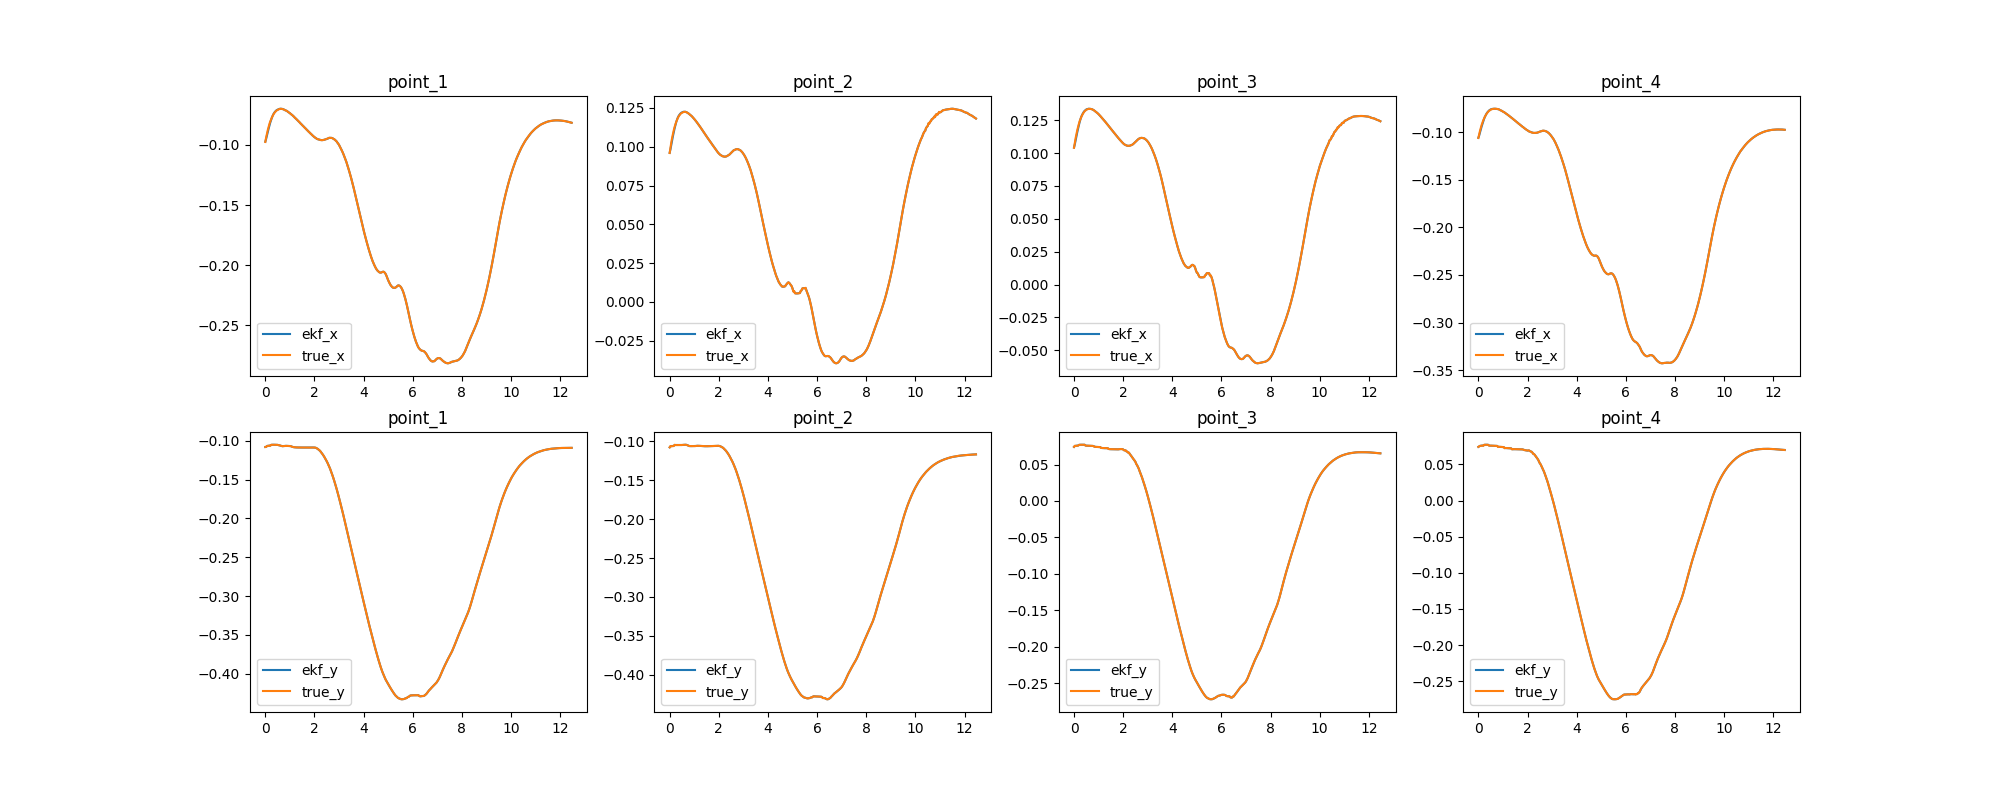 point_1 point_2 point_3 point_4
−0.10 −0.15 −0.20 −0.25
ekf_x
true_x
0 2 4 6 8 10 12
0.125 0.100 0.075 0.050 0.025 0.000 −0.025
ekf_x
true_x
0 2 4 6 8 10 12
0.125 0.100 0.075 0.050 0.025 0.000 −0.025 −0.050
ekf_x
true_x
0 2 4 6 8 10 12
−0.10 −0.15 −0.20 −0.25 −0.30 −0.35
ekf_x
true_x
0 2 4 6 8 10 12
point_1 point_2 point_3 point_4
−0.10 −0.15 −0.20 −0.25 −0.30 −0.35 −0.40
ekf_y
true_y
0 2 4 6 8 10 12
−0.10 −0.15 −0.20 −0.25 −0.30 −0.35 −0.40
ekf_y
true_y
0 2 4 6 8 10 12
0.05 0.00 −0.05 −0.10 −0.15 −0.20 −0.25
ekf_y
true_y
0 2 4 6 8 10 12
0.05 0.00 −0.05 −0.10 −0.15 −0.20 −0.25
ekf_y
true_y
0 2 4 6 8 10 12